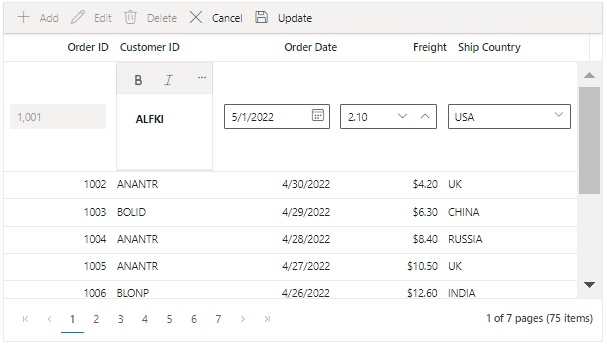 Add Edit Delete Cancel Update
Order ID Customer ID Order Date Freight Ship Country
B I ...
1,001 ALFKI 5/1/2022 2.10 USA
1002 ANANTR 4/30/2022 $4.20 UK
1003 BOLID 4/29/2022 $6.30 CHINA
1004 ANANTR 4/28/2022 $8.40 RUSSIA
1005 ANANTR 4/27/2022 $10.50 UK
1006 BLONP 4/26/2022 $12.60 INDIA
1 2 3 4 5 6 7 1 of 7 pages (75 items)